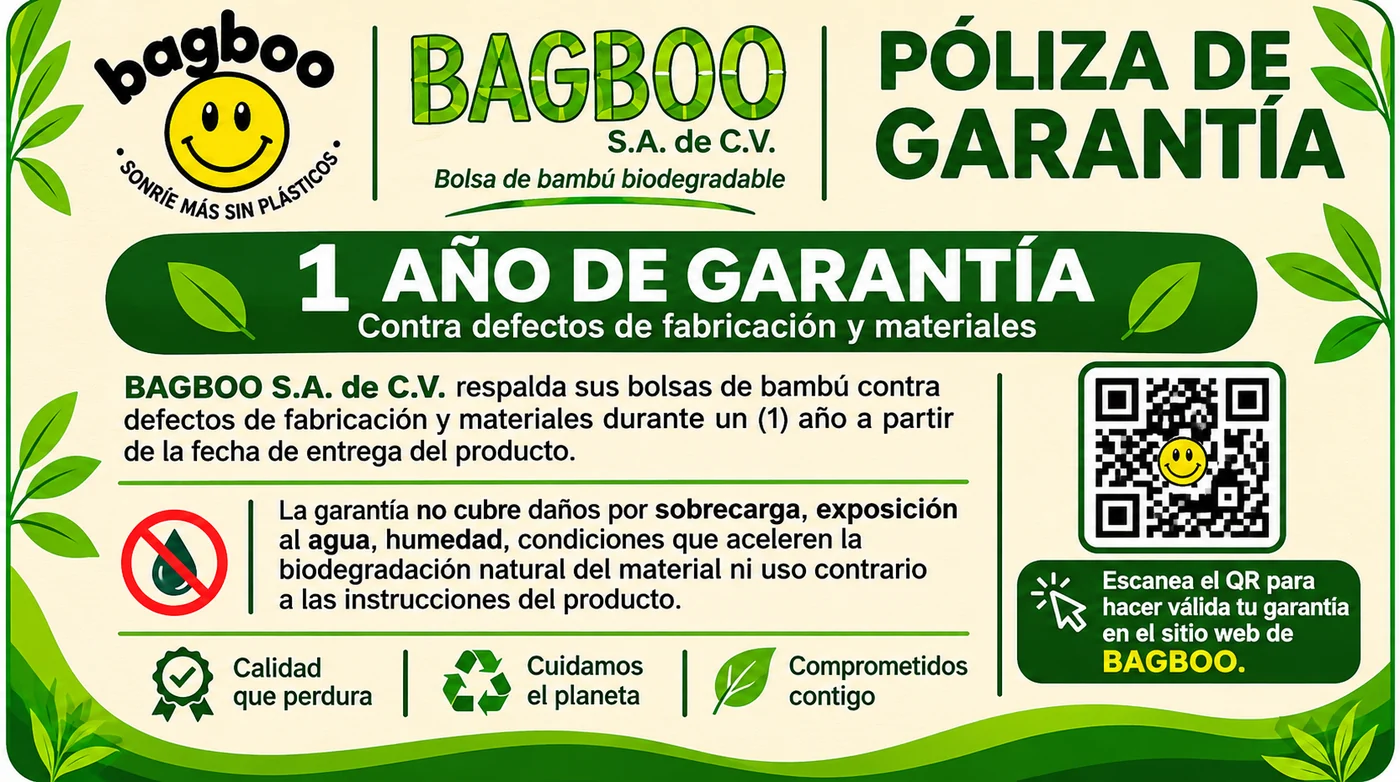 bagboo
• SONRÍE MÁS SIN PLÁSTICOS •
BAGBOO
S.A. de C.V.
Bolsa de bambú biodegradable
PÓLIZA DE
GARANTÍA
1 AÑO DE GARANTÍA
Contra defectos de fabricación y materiales
BAGBOO S.A. de C.V. respalda sus bolsas de bambú contra
defectos de fabricación y materiales durante un (1) año a partir
de la fecha de entrega del producto.
La garantía no cubre daños por sobrecarga, exposición
al agua, humedad, condiciones que aceleren la
biodegradación natural del material ni uso contrario
a las instrucciones del producto.
Calidad
que perdura
Cuidamos
el planeta
Comprometidos
contigo
Escanea el QR para
hacer válida tu garantía
en el sitio web de
BAGBOO.